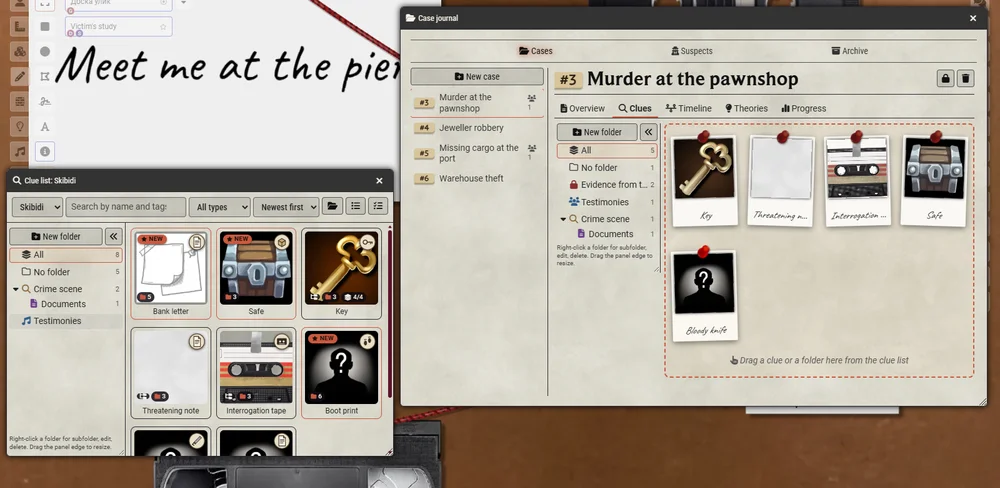 Доска улик
Victim's study
Meet me at the pier
Case journal
Cases
Suspects
Archive
New case
#3 Murder at the pawnshop
1
#4 Jeweller robbery
#5 Missing cargo at the port
1
#6 Warehouse theft
#3 Murder at the pawnshop
Overview
Clues
Timeline
Theories
Progress
New folder
All 5
No folder 1
Evidence from t... 2
Testimonies 1
Crime scene 1
Documents 1
Right-click a folder for subfolder, edit, delete. Drag the panel edge to resize.
Key
Threatening n...
Interrogation ...
Safe
Bloody knife
Drag a clue or a folder here from the clue list
Clue list: Skibidi
Skibidi
Search by name and tag:
All types
Newest first
New folder
All 8
No folder 5
Crime scene 2
Documents 1
Testimonies
Right-click a folder for subfolder, edit, delete. Drag the panel edge to resize.
NEW
5
Bank letter
NEW
3
Safe
3
4/4
Key
3
Threatening note
3
Interrogation tape
NEW
6
Boot print
A